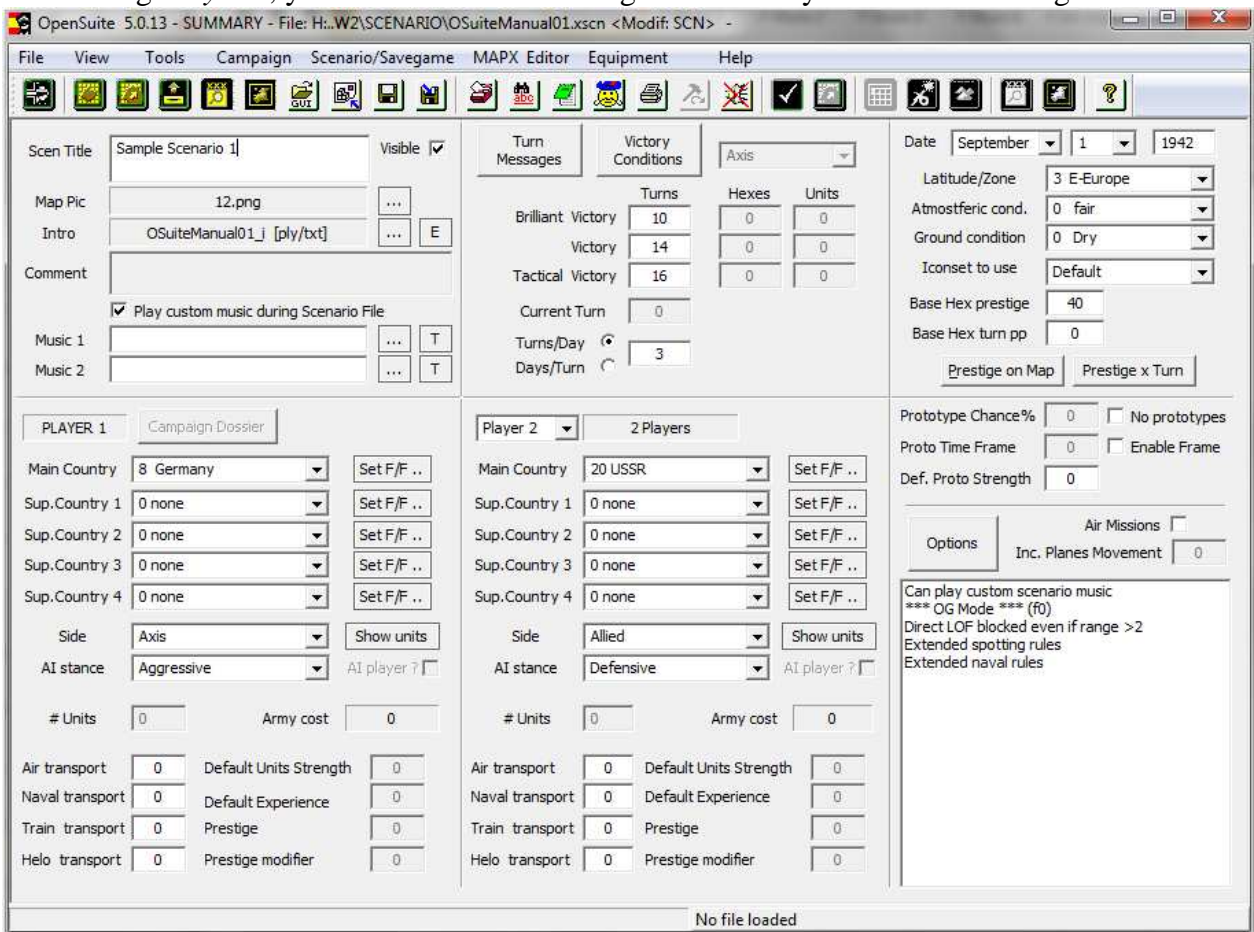 OpenSuite 5.0.13 - SUMMARY - File: H:..W2\SCENARIO\OSuiteManual01.xscn <Modif: SCN> -
File View Tools Campaign Scenario/Savegame MAPX Editor Equipment Help
GUI abc ?
Scen Title Sample Scenario 1 Visible
Map Pic 12.png ...
Intro OSuiteManual01_i [ply/txt] ... E
Comment
Play custom music during Scenario File
Music 1 ... T
Music 2 ... T
Turn Messages Victory Conditions Axis
Turns Hexes Units
Brilliant Victory 10 0 0
Victory 14 0 0
Tactical Victory 16 0 0
Current Turn 0
Turns/Day 3
Days/Turn
Date September 1 1942
Latitude/Zone 3 E-Europe
Atmostferic cond. 0 fair
Ground condition 0 Dry
Iconset to use Default
Base Hex prestige 40
Base Hex turn pp 0
Prestige on Map Prestige x Turn
PLAYER 1 Campaign Dossier
Main Country 8 Germany Set F/F ..
Sup.Country 1 0 none Set F/F ..
Sup.Country 2 0 none Set F/F ..
Sup.Country 3 0 none Set F/F ..
Sup.Country 4 0 none Set F/F ..
Side Axis Show units
AI stance Aggressive AI player ?
# Units 0 Army cost 0
Air transport 0 Default Units Strength 0
Naval transport 0 Default Experience 0
Train transport 0 Prestige 0
Helo transport 0 Prestige modifier 0
Player 2 2 Players
Main Country 20 USSR Set F/F ..
Sup.Country 1 0 none Set F/F ..
Sup.Country 2 0 none Set F/F ..
Sup.Country 3 0 none Set F/F ..
Sup.Country 4 0 none Set F/F ..
Side Allied Show units
AI stance Defensive AI player ?
# Units 0 Army cost 0
Air transport 0 Default Units Strength 0
Naval transport 0 Default Experience 0
Train transport 0 Prestige 0
Helo transport 0 Prestige modifier 0
Prototype Chance% 0 No prototypes
Proto Time Frame 0 Enable Frame
Def. Proto Strength 0
Options Air Missions
Inc. Planes Movement 0
Can play custom scenario music
*** OG Mode *** (f0)
Direct LOF blocked even if range >2
Extended spotting rules
Extended naval rules
No file loaded